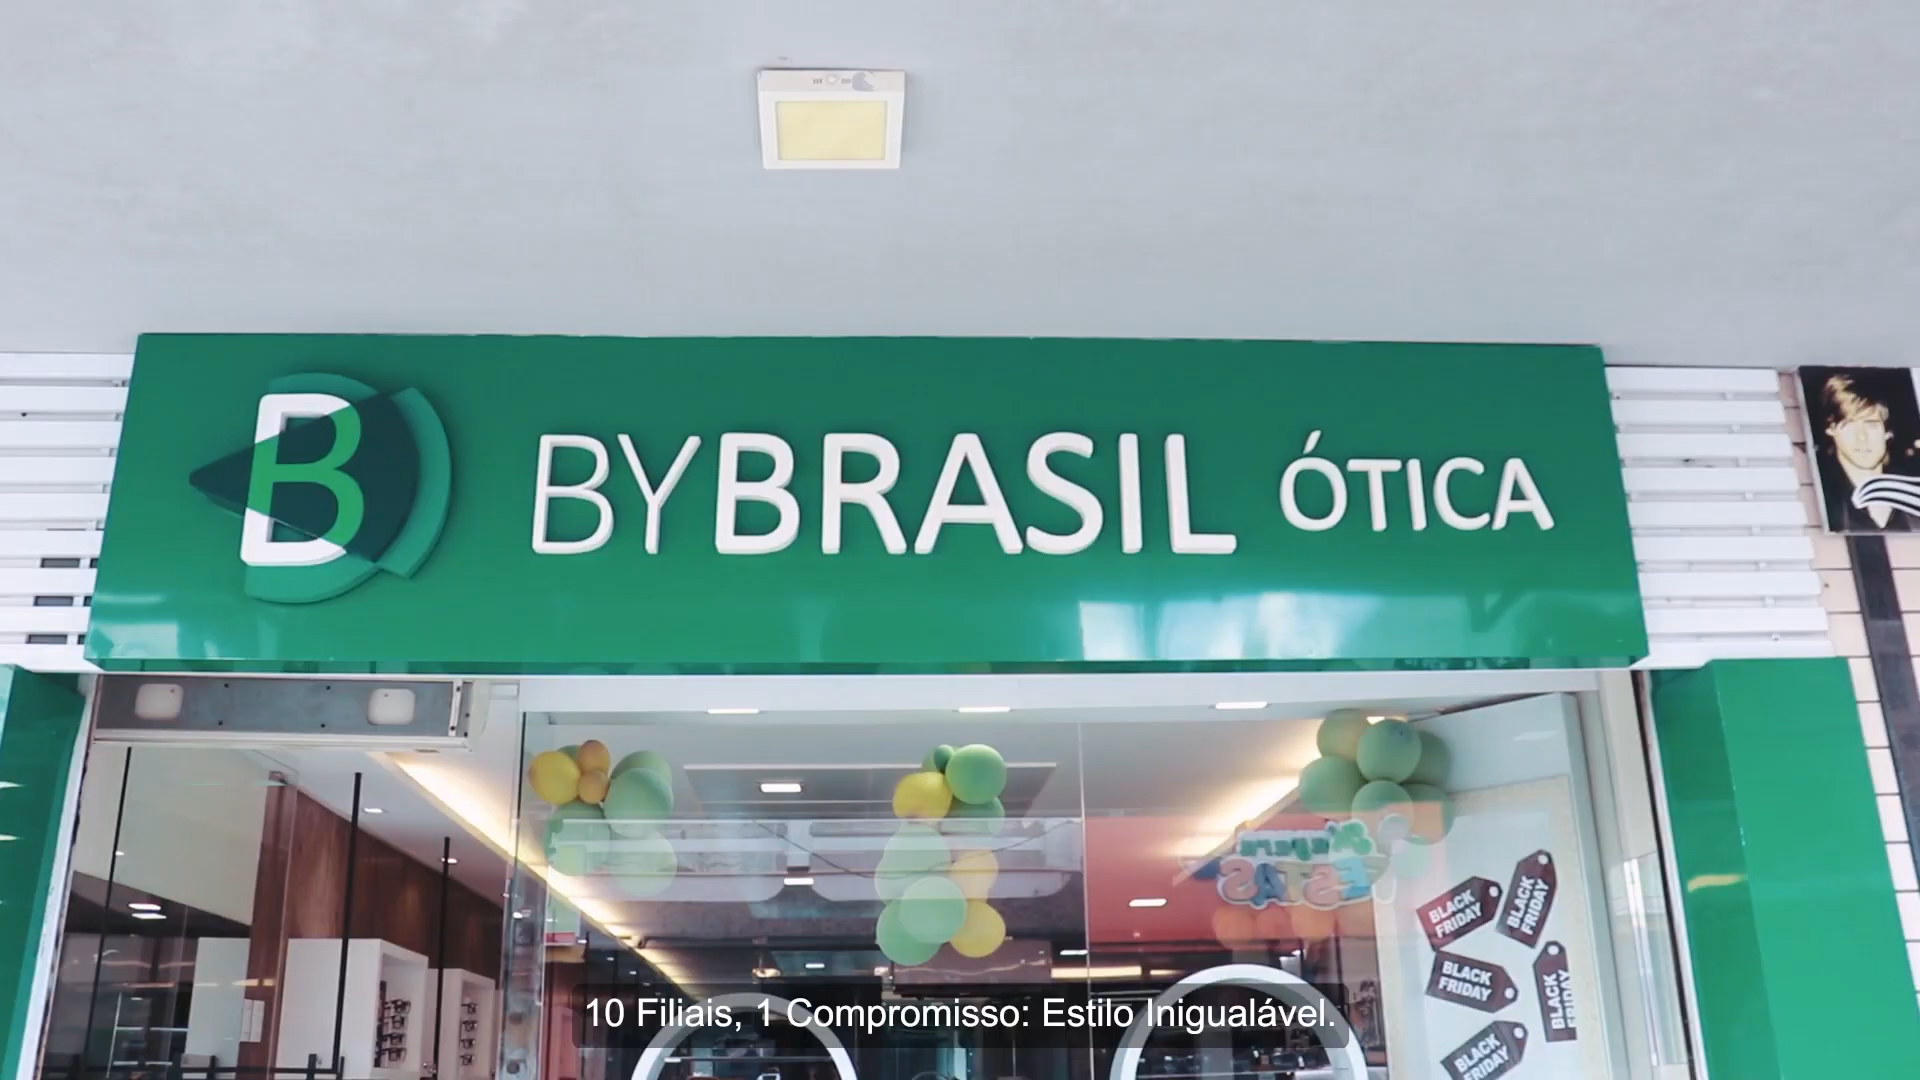 B BYBRASIL ÓTICA
BLACK
FRIDAY
BLACK
FRIDAY
BLACK
FRIDAY
BLACK
FRIDAY
BLACK
FRIDAY
10 Filiais, 1 Compromisso: Estilo Inigualável.